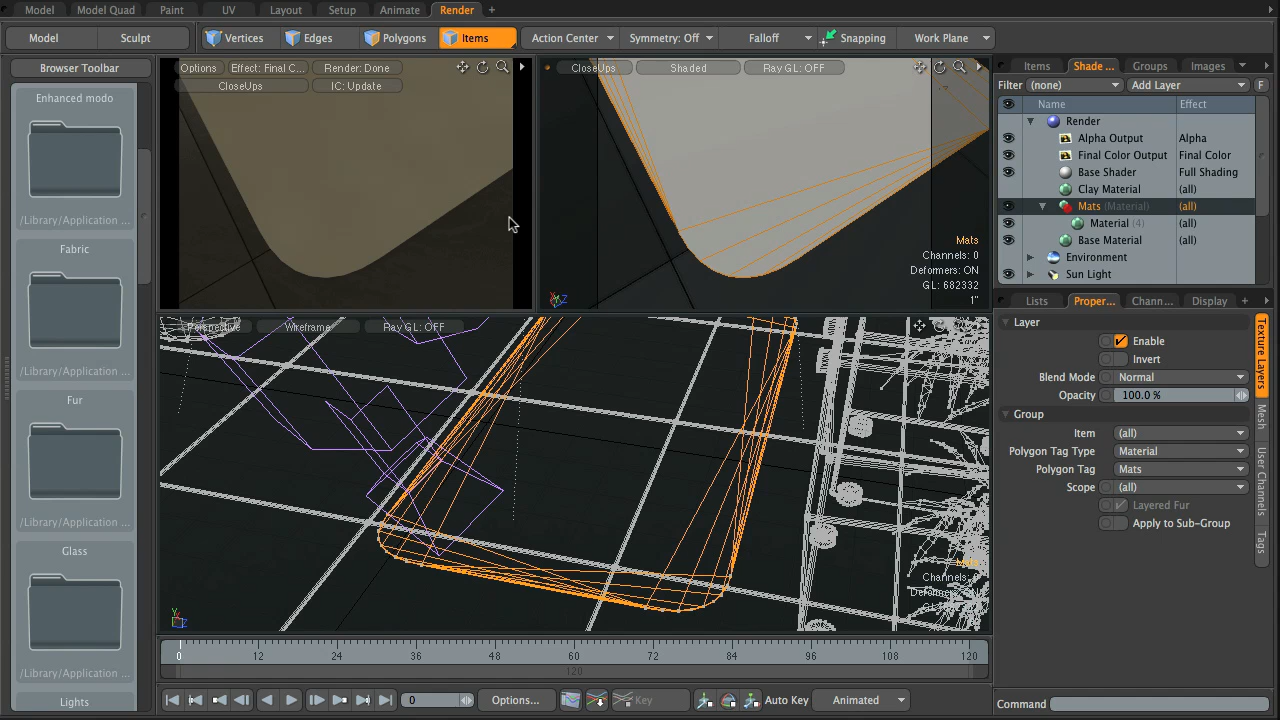 Model Model Quad Paint UV Layout Setup Animate Render +
Model Sculpt Vertices Edges Polygons Items Action Center Symmetry: Off Falloff Snapping Work Plane
Browser Toolbar
Enhanced modo
/Library/Application ...
Fabric
/Library/Application ...
Fur
/Library/Application ...
Glass
/Library/Application ...
Lights
Options Effect: Final C... Render: Done
CloseUps IC: Update
CloseUps Shaded Ray GL: OFF
Mats
Channels: 0
Deformers: ON
GL: 682332
1"
Perspective Wireframe Ray GL: OFF
Mats
Channels:
0 12 24 36 48 60 72 84 96 108 120
120
0 Options... Key Auto Key Animated
Items Shade ... Groups Images
Filter (none) Add Layer F
Name Effect
Render
Alpha Output Alpha
Final Color Output Final Color
Base Shader Full Shading
Clay Material (all)
Mats (Material) (all)
Material (4) (all)
Base Material (all)
Environment
Sun Light
Lists Proper... Chann... Display +
Layer
Enable
Invert
Blend Mode Normal
Opacity 100.0 %
Group
Item (all)
Polygon Tag Type Material
Polygon Tag Mats
Scope (all)
Layered Fur
Apply to Sub-Group
Texture Layers
Mesh
User Channels
Tags
Command